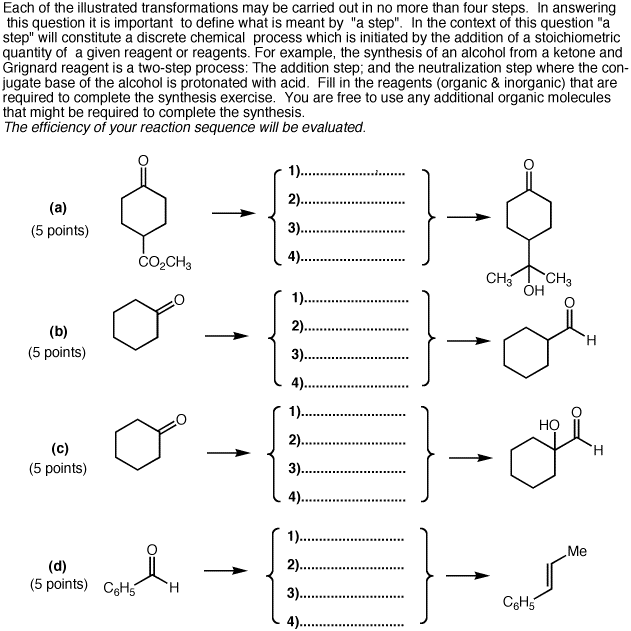 Each of the illustrated transformations may be carried out in no more than four steps. In answering
this question it is important to define what is meant by "a step". In the context of this question "a
step" will constitute a discrete chemical process which is initiated by the addition of a stoichiometric
quantity of a given reagent or reagents. For example, the synthesis of an alcohol from a ketone and
Grignard reagent is a two-step process: The addition step; and the neutralization step where the con-
jugate base of the alcohol is protonated with acid. Fill in the reagents (organic & inorganic) that are
required to complete the synthesis exercise. You are free to use any additional organic molecules
that might be required to complete the synthesis.
The efficiency of your reaction sequence will be evaluated.
(a)
(5 points)
O
CO₂CH₃
1)..........................
2)..........................
3)..........................
4)..........................
O
CH₃ CH₃
OH
(b)
(5 points)
O
1)..........................
2)..........................
3)..........................
4)..........................
O
H
(c)
(5 points)
O
1)..........................
2)..........................
3)..........................
4)..........................
HO O
H
(d)
(5 points)
O
C₆H₅ H
1)..........................
2)..........................
3)..........................
4)..........................
Me
C₆H₅